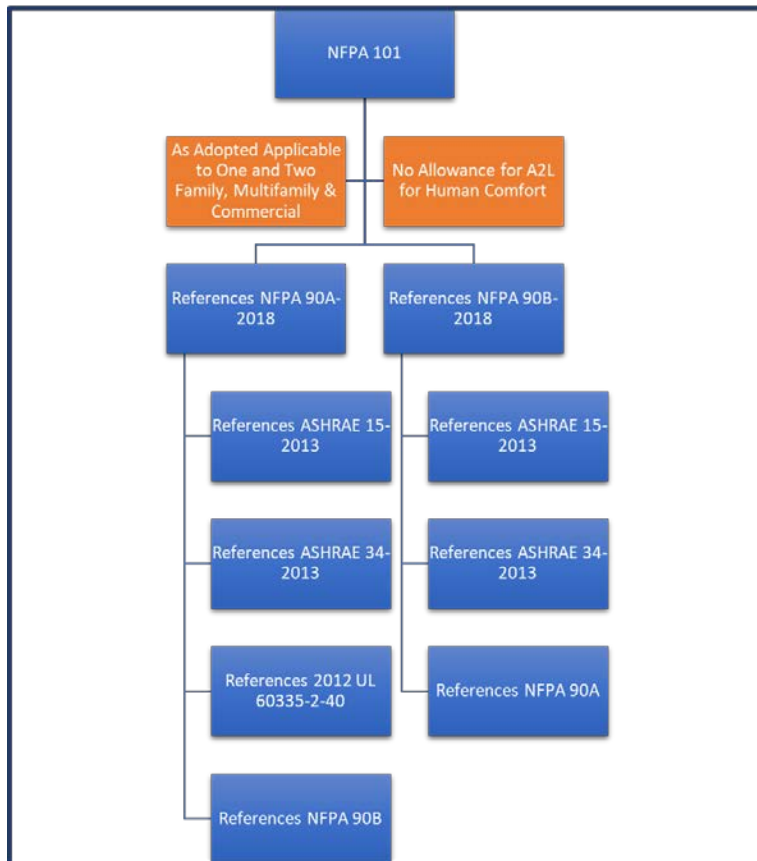 NFPA 101
As Adopted Applicable
to One and Two
Family, Multifamily &
Commercial
No Allowance for A2L
for Human Comfort
References NFPA 90A-
2018
References NFPA 90B-
2018
References ASHRAE 15-
2013
References ASHRAE 34-
2013
References 2012 UL
60335-2-40
References NFPA 90B
References ASHRAE 15-
2013
References ASHRAE 34-
2013
References NFPA 90A